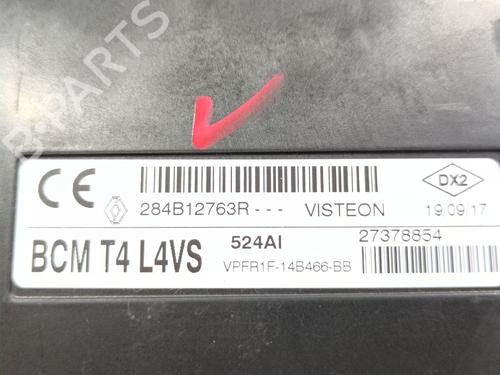 B-PARTS
CE
DX2
284B12763R--- VISTEON 19/09/17
BCM T4 L4VS 524AI 27378854
VPFR1F-14B466-BB